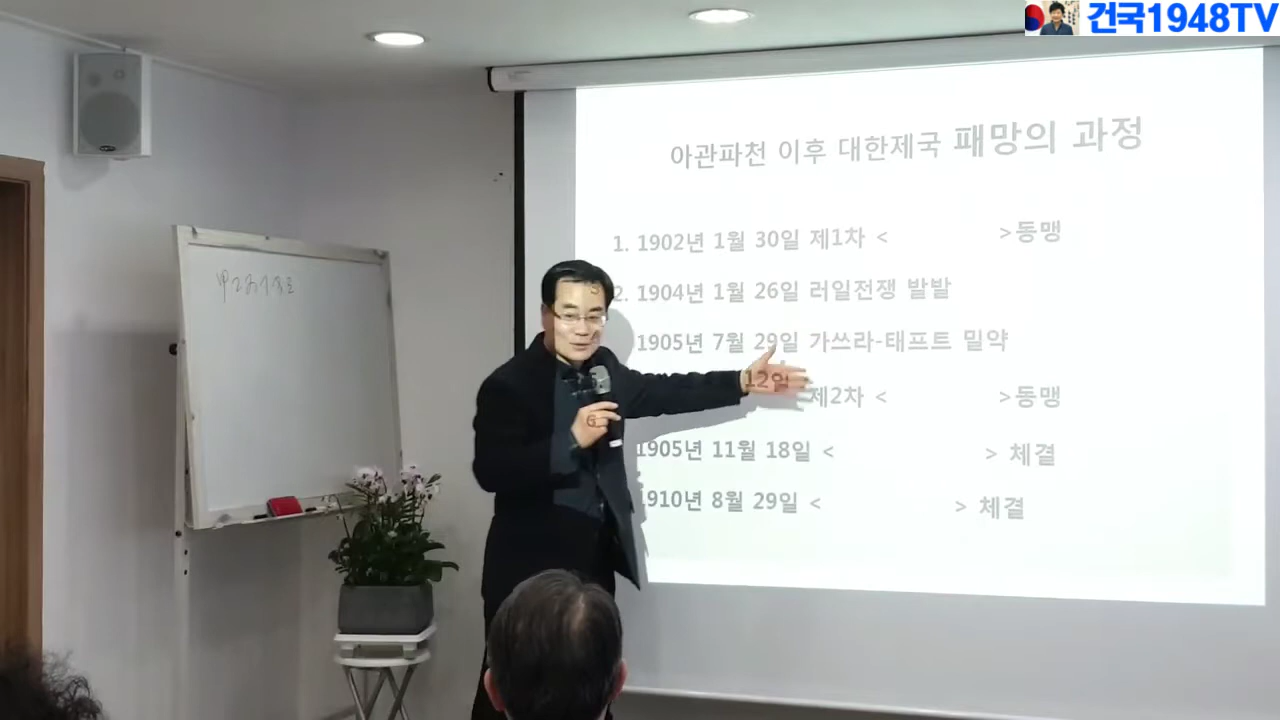 건국1948TV
아관파천 이후 대한제국 패망의 과정
1. 1902년 1월 30일 제1차 < >동맹
2. 1904년 1월 26일 러일전쟁 발발
1905년 7월 29일 가쓰라-태프트 밀약
12일 제2차 < >동맹
6 1905년 11월 18일 < > 체결
1910년 8월 29일 < > 체결